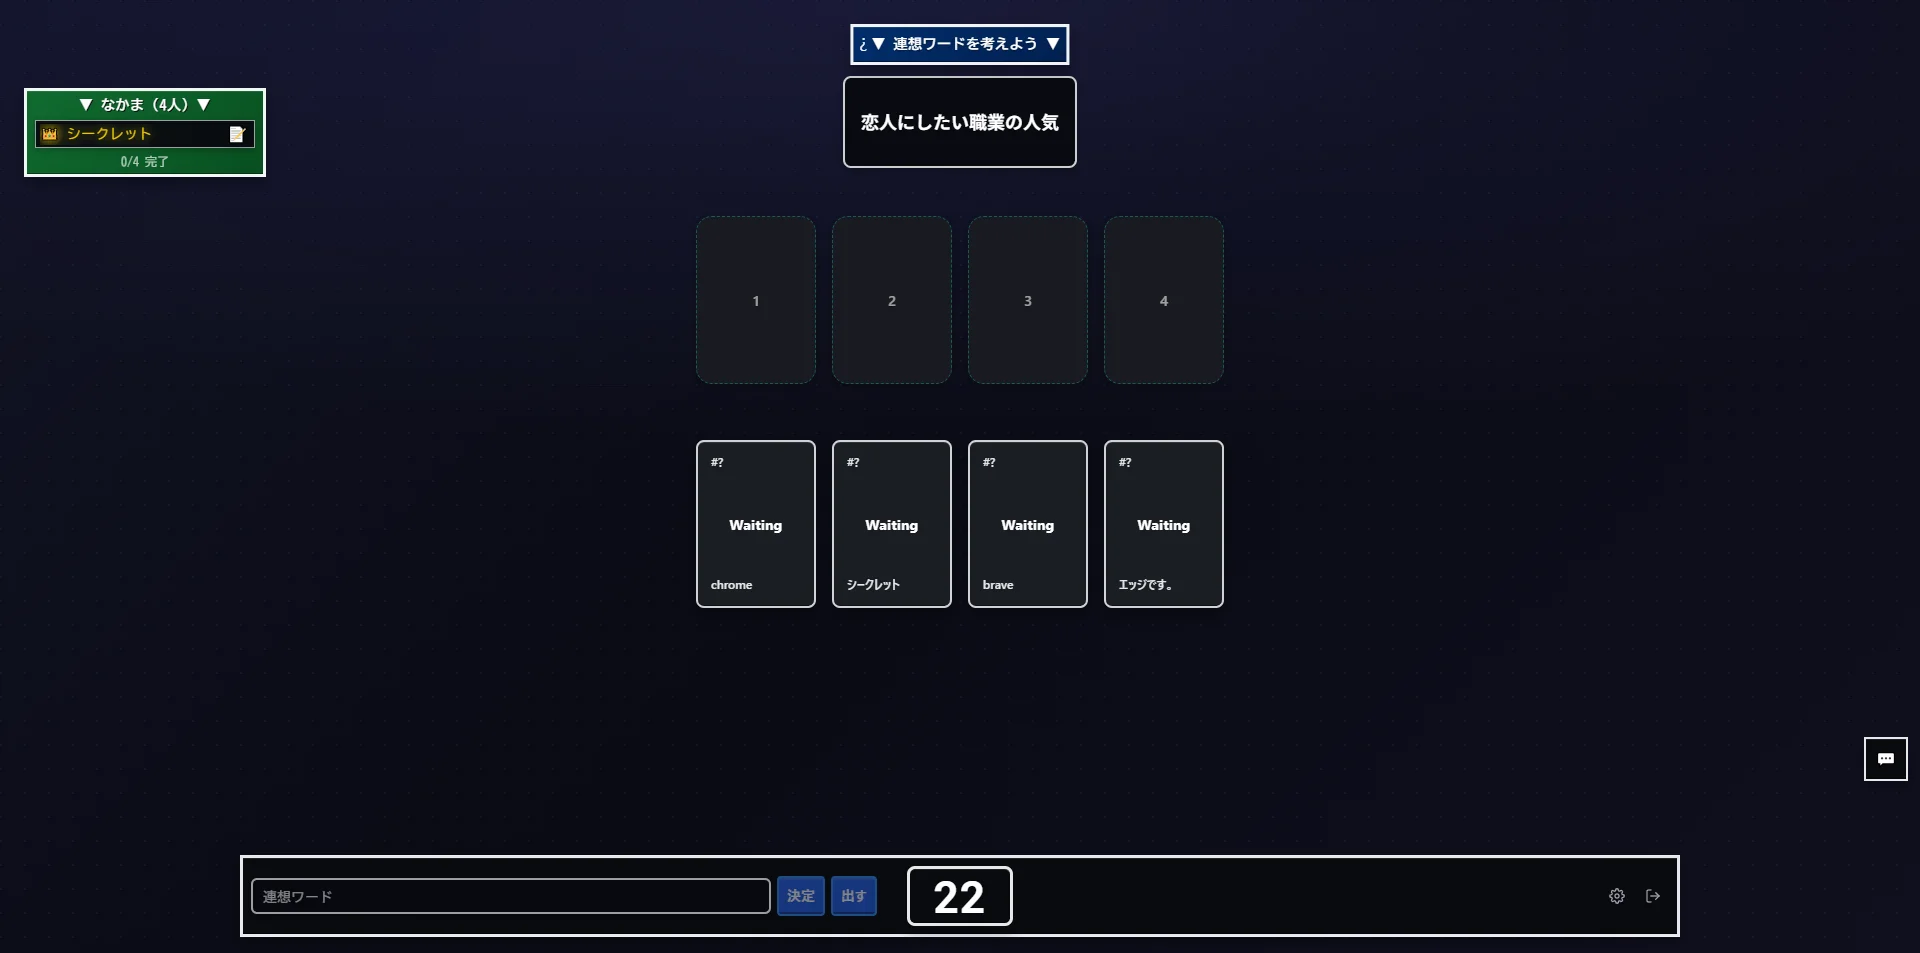 ¿ ▼ 連想ワードを考えよう ▼
恋人にしたい職業の人気
▼ なかま（4人）▼
シークレット
0/4 完了
1 2 3 4
#? #? #? #?
Waiting Waiting Waiting Waiting
chrome シークレット brave エッジです。
連想ワード 決定 出す 22